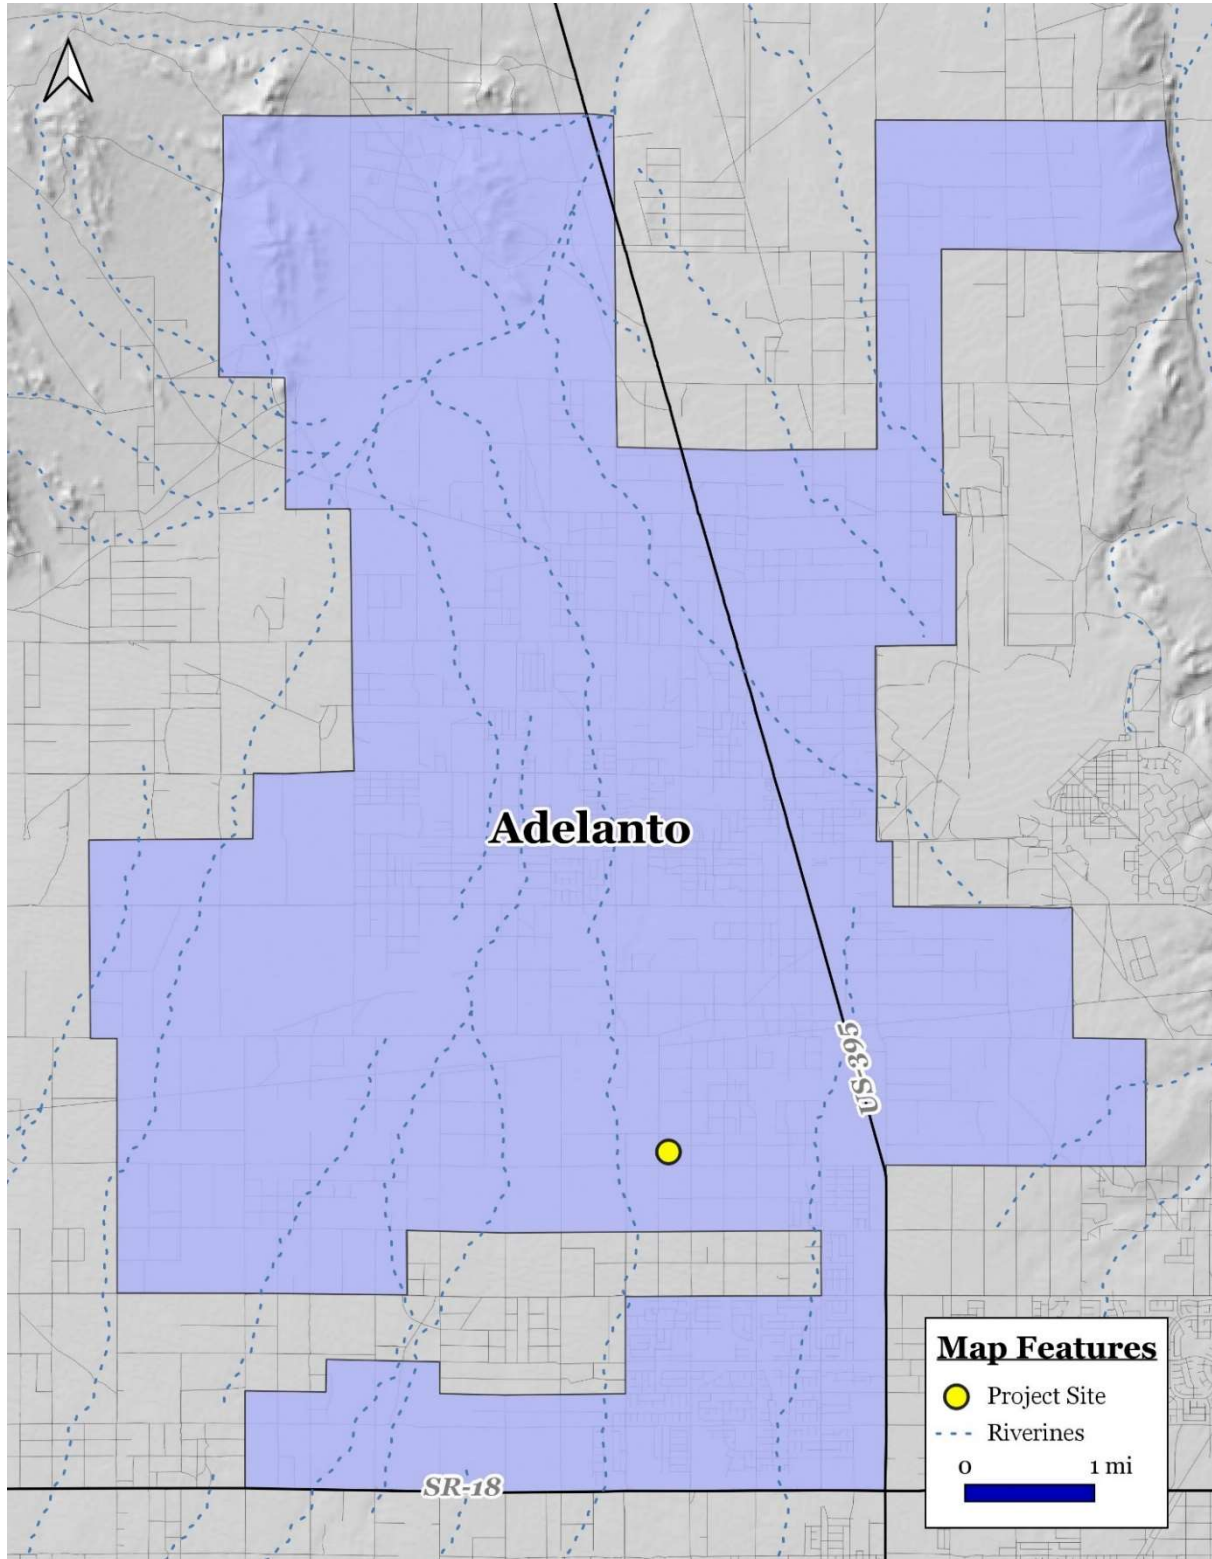 Adelanto
US-395
SR-18
Map Features
Project Site
Riverines
0 1 mi